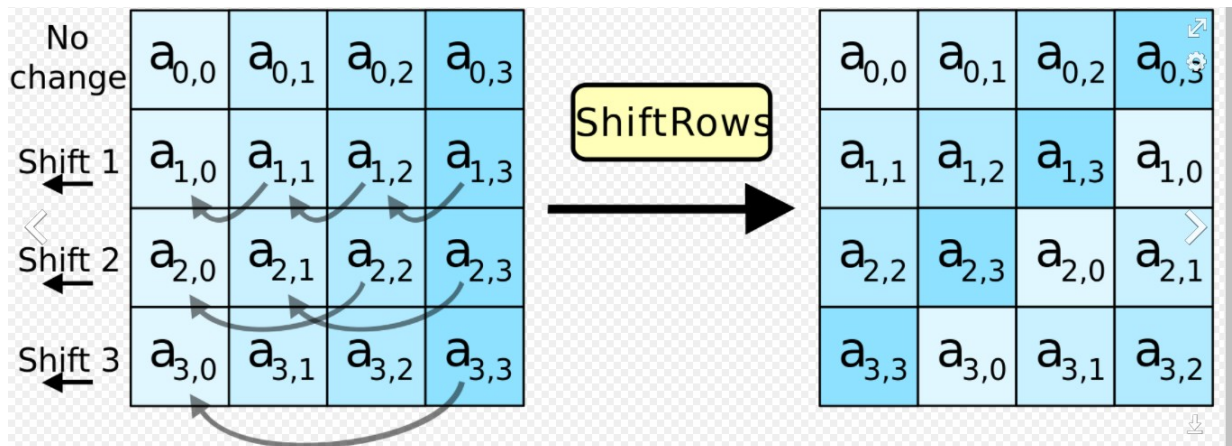 No
change
a0,0 a0,1 a0,2 a0,3
ShiftRows
a0,0 a0,1 a0,2 a0,3
Shift 1
a1,0 a1,1 a1,2 a1,3
a1,1 a1,2 a1,3 a1,0
Shift 2
a2,0 a2,1 a2,2 a2,3
a2,2 a2,3 a2,0 a2,1
Shift 3
a3,0 a3,1 a3,2 a3,3
a3,3 a3,0 a3,1 a3,2